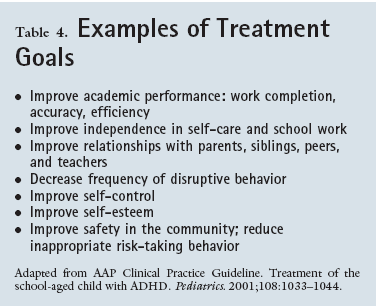 Table 4. Examples of Treatment
Goals
• Improve academic performance: work completion,
accuracy, efficiency
• Improve independence in self-care and school work
• Improve relationships with parents, siblings, peers,
and teachers
• Decrease frequency of disruptive behavior
• Improve self-control
• Improve self-esteem
• Improve safety in the community; reduce
inappropriate risk-taking behavior
Adapted from AAP Clinical Practice Guideline. Treatment of the
school-aged child with ADHD. Pediatrics. 2001;108:1033–1044.